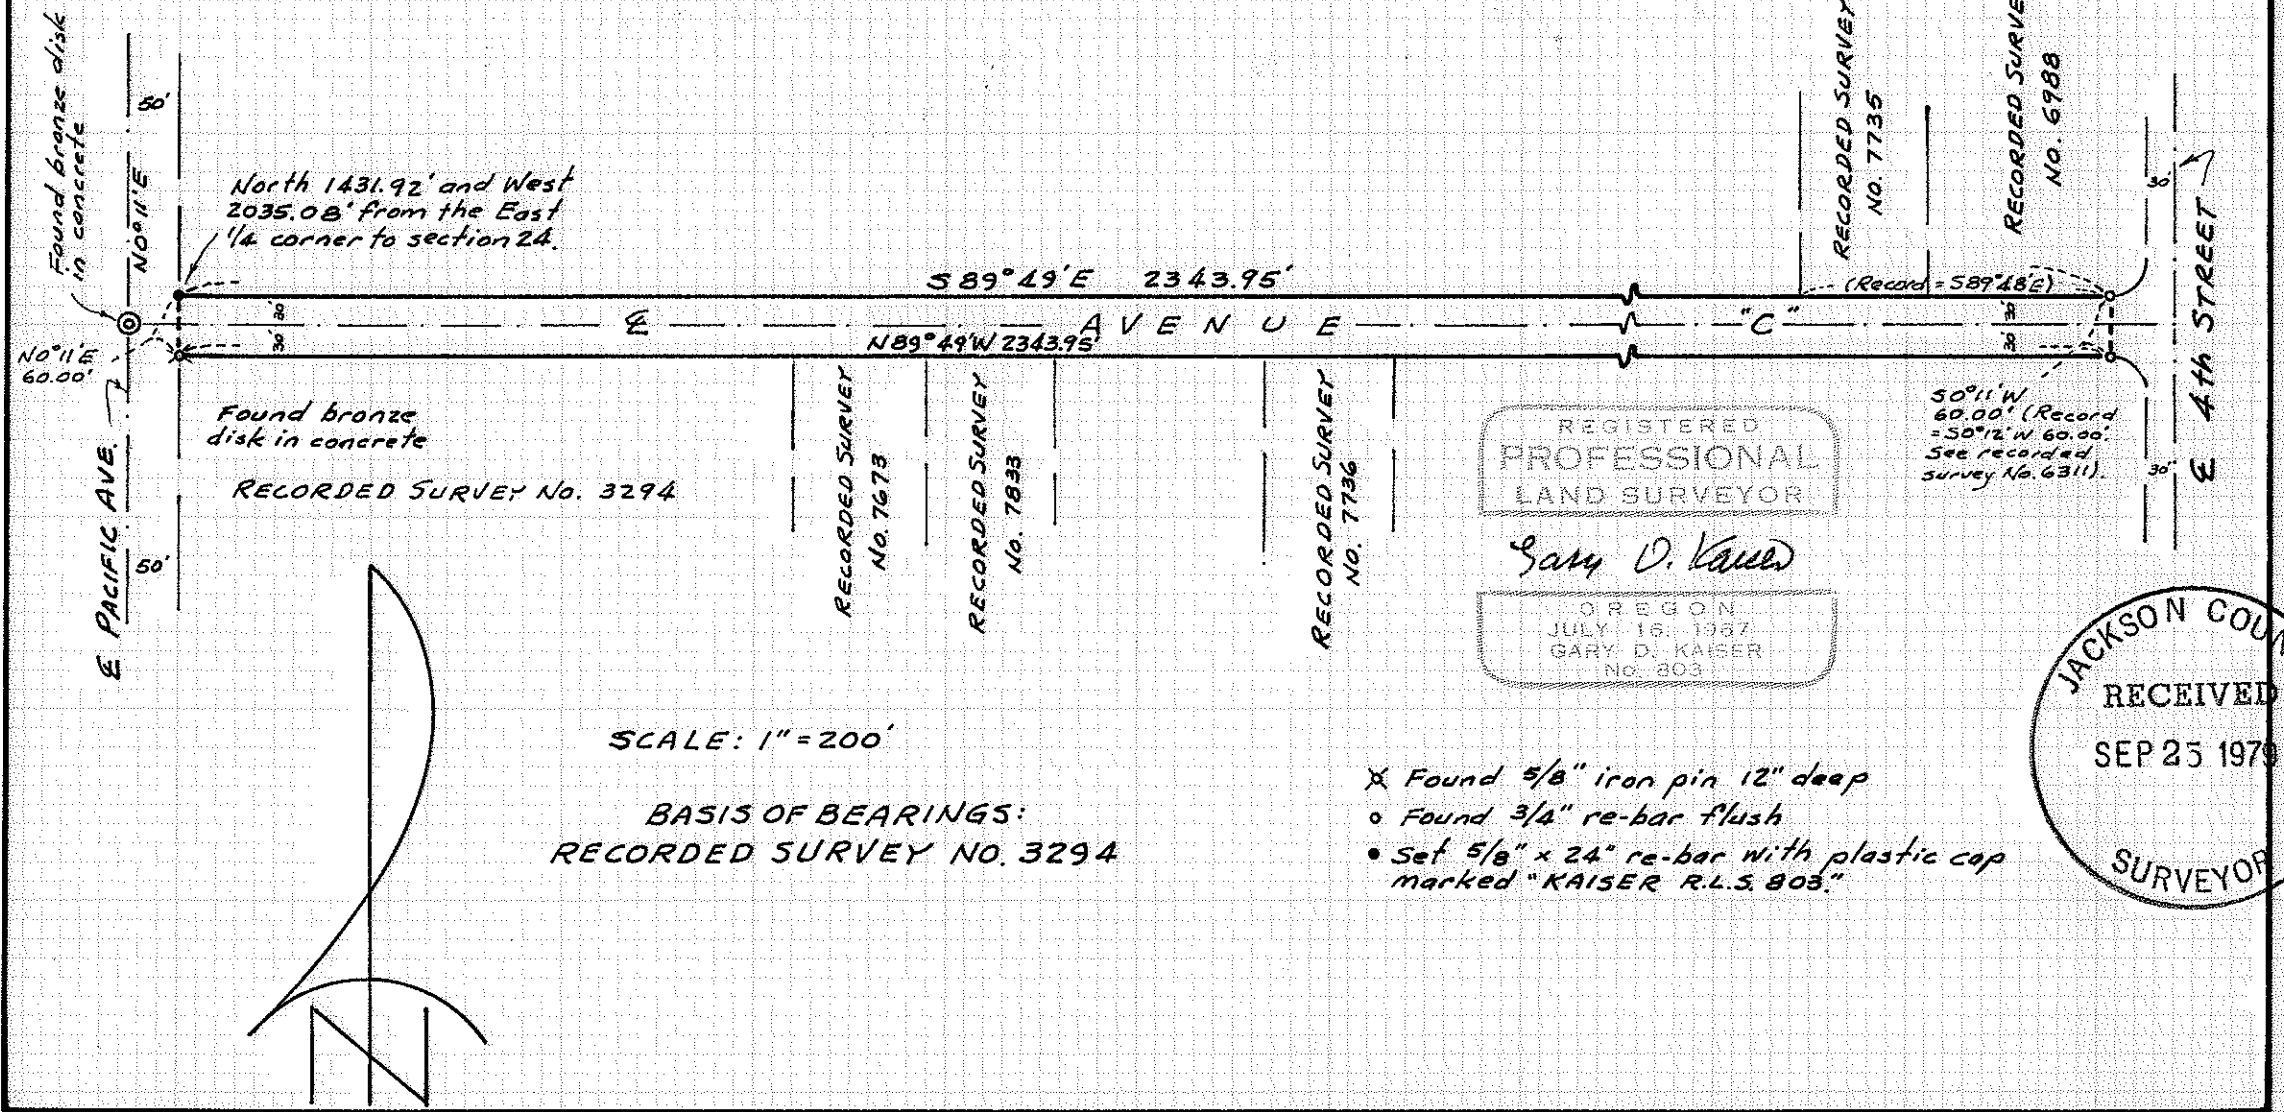 Found bronze disk
in concrete
50'
N0°11'E
North 1431.92' and West
2035.08' from the East
1/4 corner to section 24.
RECORDED SURVEY
No. 7735
RECORDED SURVE
No. 6988
30'
S89°49'E 2343.95'
(Record = S89°48'E)
30'
30'
℄ AVENUE "C"
30'
30'
N0°11'E
60.00'
N89°49'W 2343.95'
℄ 4th STREET
Found bronze
disk in concrete
RECORDED SURVEY No. 3294
℄ PACIFIC AVE.
50'
RECORDED SURVEY
No. 7673
RECORDED SURVEY
No. 7833
RECORDED SURVEY
No. 7736
S0°11'W
60.00' (Record
=S0°12'W 60.00'.
See recorded
survey No. 6311).
30'
REGISTERED
PROFESSIONAL
LAND SURVEYOR
Gary D. Kaiser
OREGON
JULY 16, 1967
GARY D. KAISER
No. 803
JACKSON COUN
RECEIVED
SEP 25 1979
SURVEYOR
SCALE: 1"=200'
BASIS OF BEARINGS:
RECORDED SURVEY NO. 3294
Found 5/8" iron pin 12" deep
Found 3/4" re-bar flush
Set 5/8" x 24" re-bar with plastic cap
marked "KAISER R.L.S. 803."
N